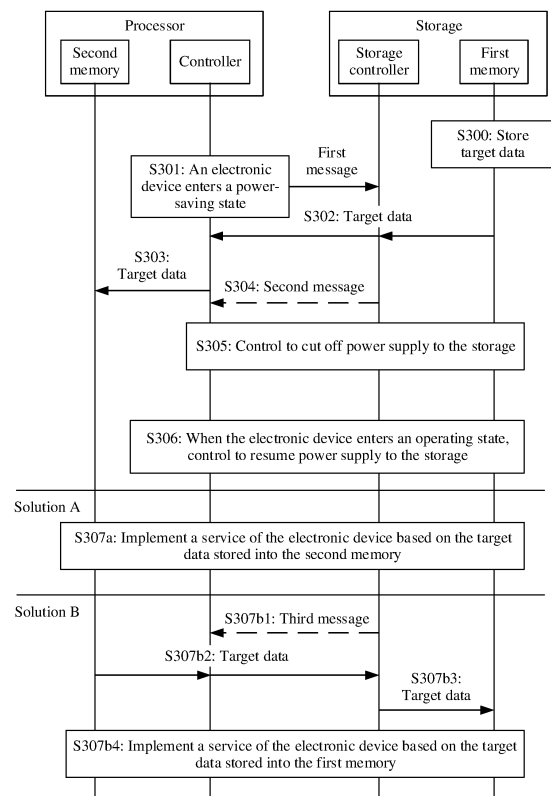 Processor
Storage
Second
memory
Controller
Storage
controller
First
memory
S300: Store
target data
S301: An electronic
device enters a power-
saving state
First
message
S302: Target data
S303:
Target data
S304: Second message
S305: Control to cut off power supply to the storage
S306: When the electronic device enters an operating state,
control to resume power supply to the storage
Solution A
S307a: Implement a service of the electronic device based on the target
data stored into the second memory
Solution B
S307b1: Third message
S307b2: Target data
S307b3:
Target data
S307b4: Implement a service of the electronic device based on the target
data stored into the first memory